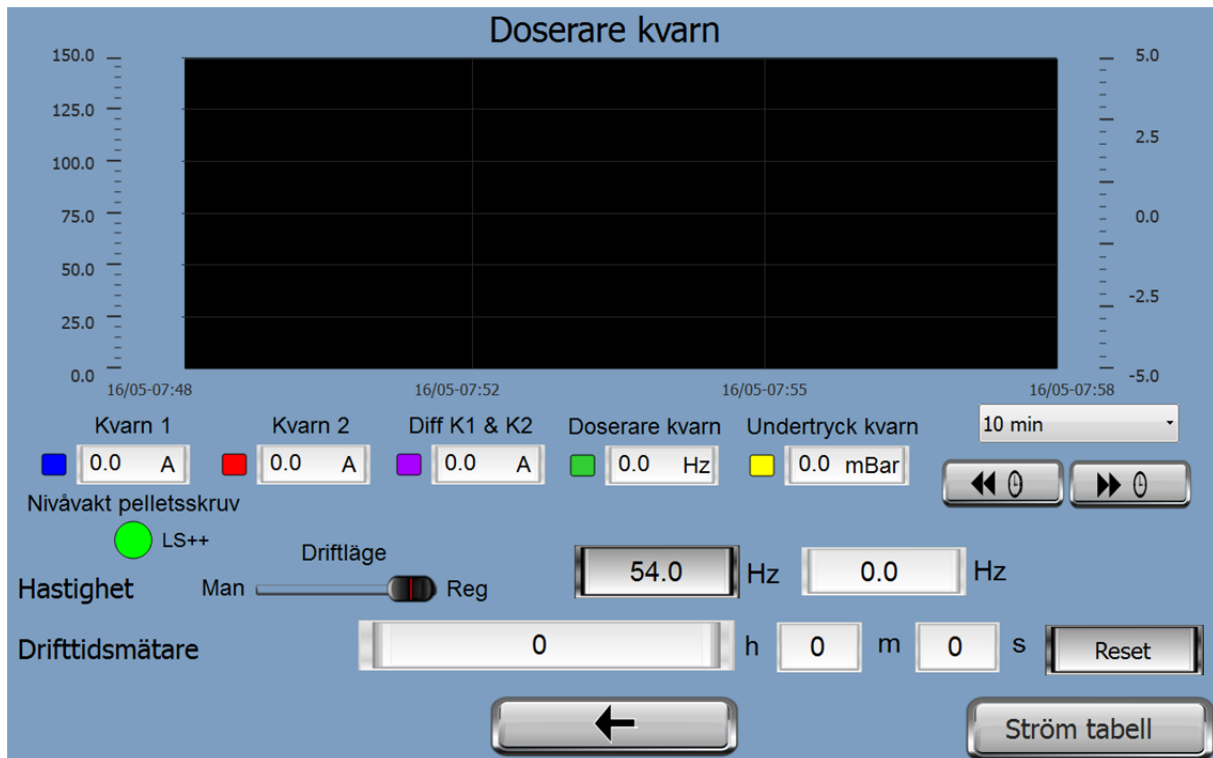 Doserare kvarn
150.0
125.0
100.0
75.0
50.0
25.0
0.0
5.0
2.5
0.0
-2.5
-5.0
16/05-07:48 16/05-07:52 16/05-07:55 16/05-07:58
Kvarn 1 Kvarn 2 Diff K1 & K2 Doserare kvarn Undertryck kvarn 10 min
0.0 A 0.0 A 0.0 A 0.0 Hz 0.0 mBar
Nivåvakt pelletsskruv
LS++
Driftläge
Hastighet Man Reg 54.0 Hz 0.0 Hz
Drifttidsmätare 0 h 0 m 0 s Reset
Ström tabell